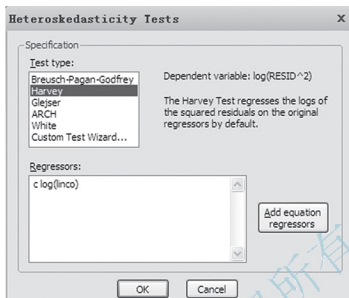 Heteroskedasticity Tests
x
Specification
Test type:
Breusch-Pagan-Godfrey
Harvey
Glejser
ARCH
White
Custom Test Wizard...
Dependent variable: log(RESID^2)
The Harvey Test regresses the logs
of the squared residuals on the original
regressors by default.
Regressors:
c log(linco)
Add equation
regressors
OK
Cancel
所有